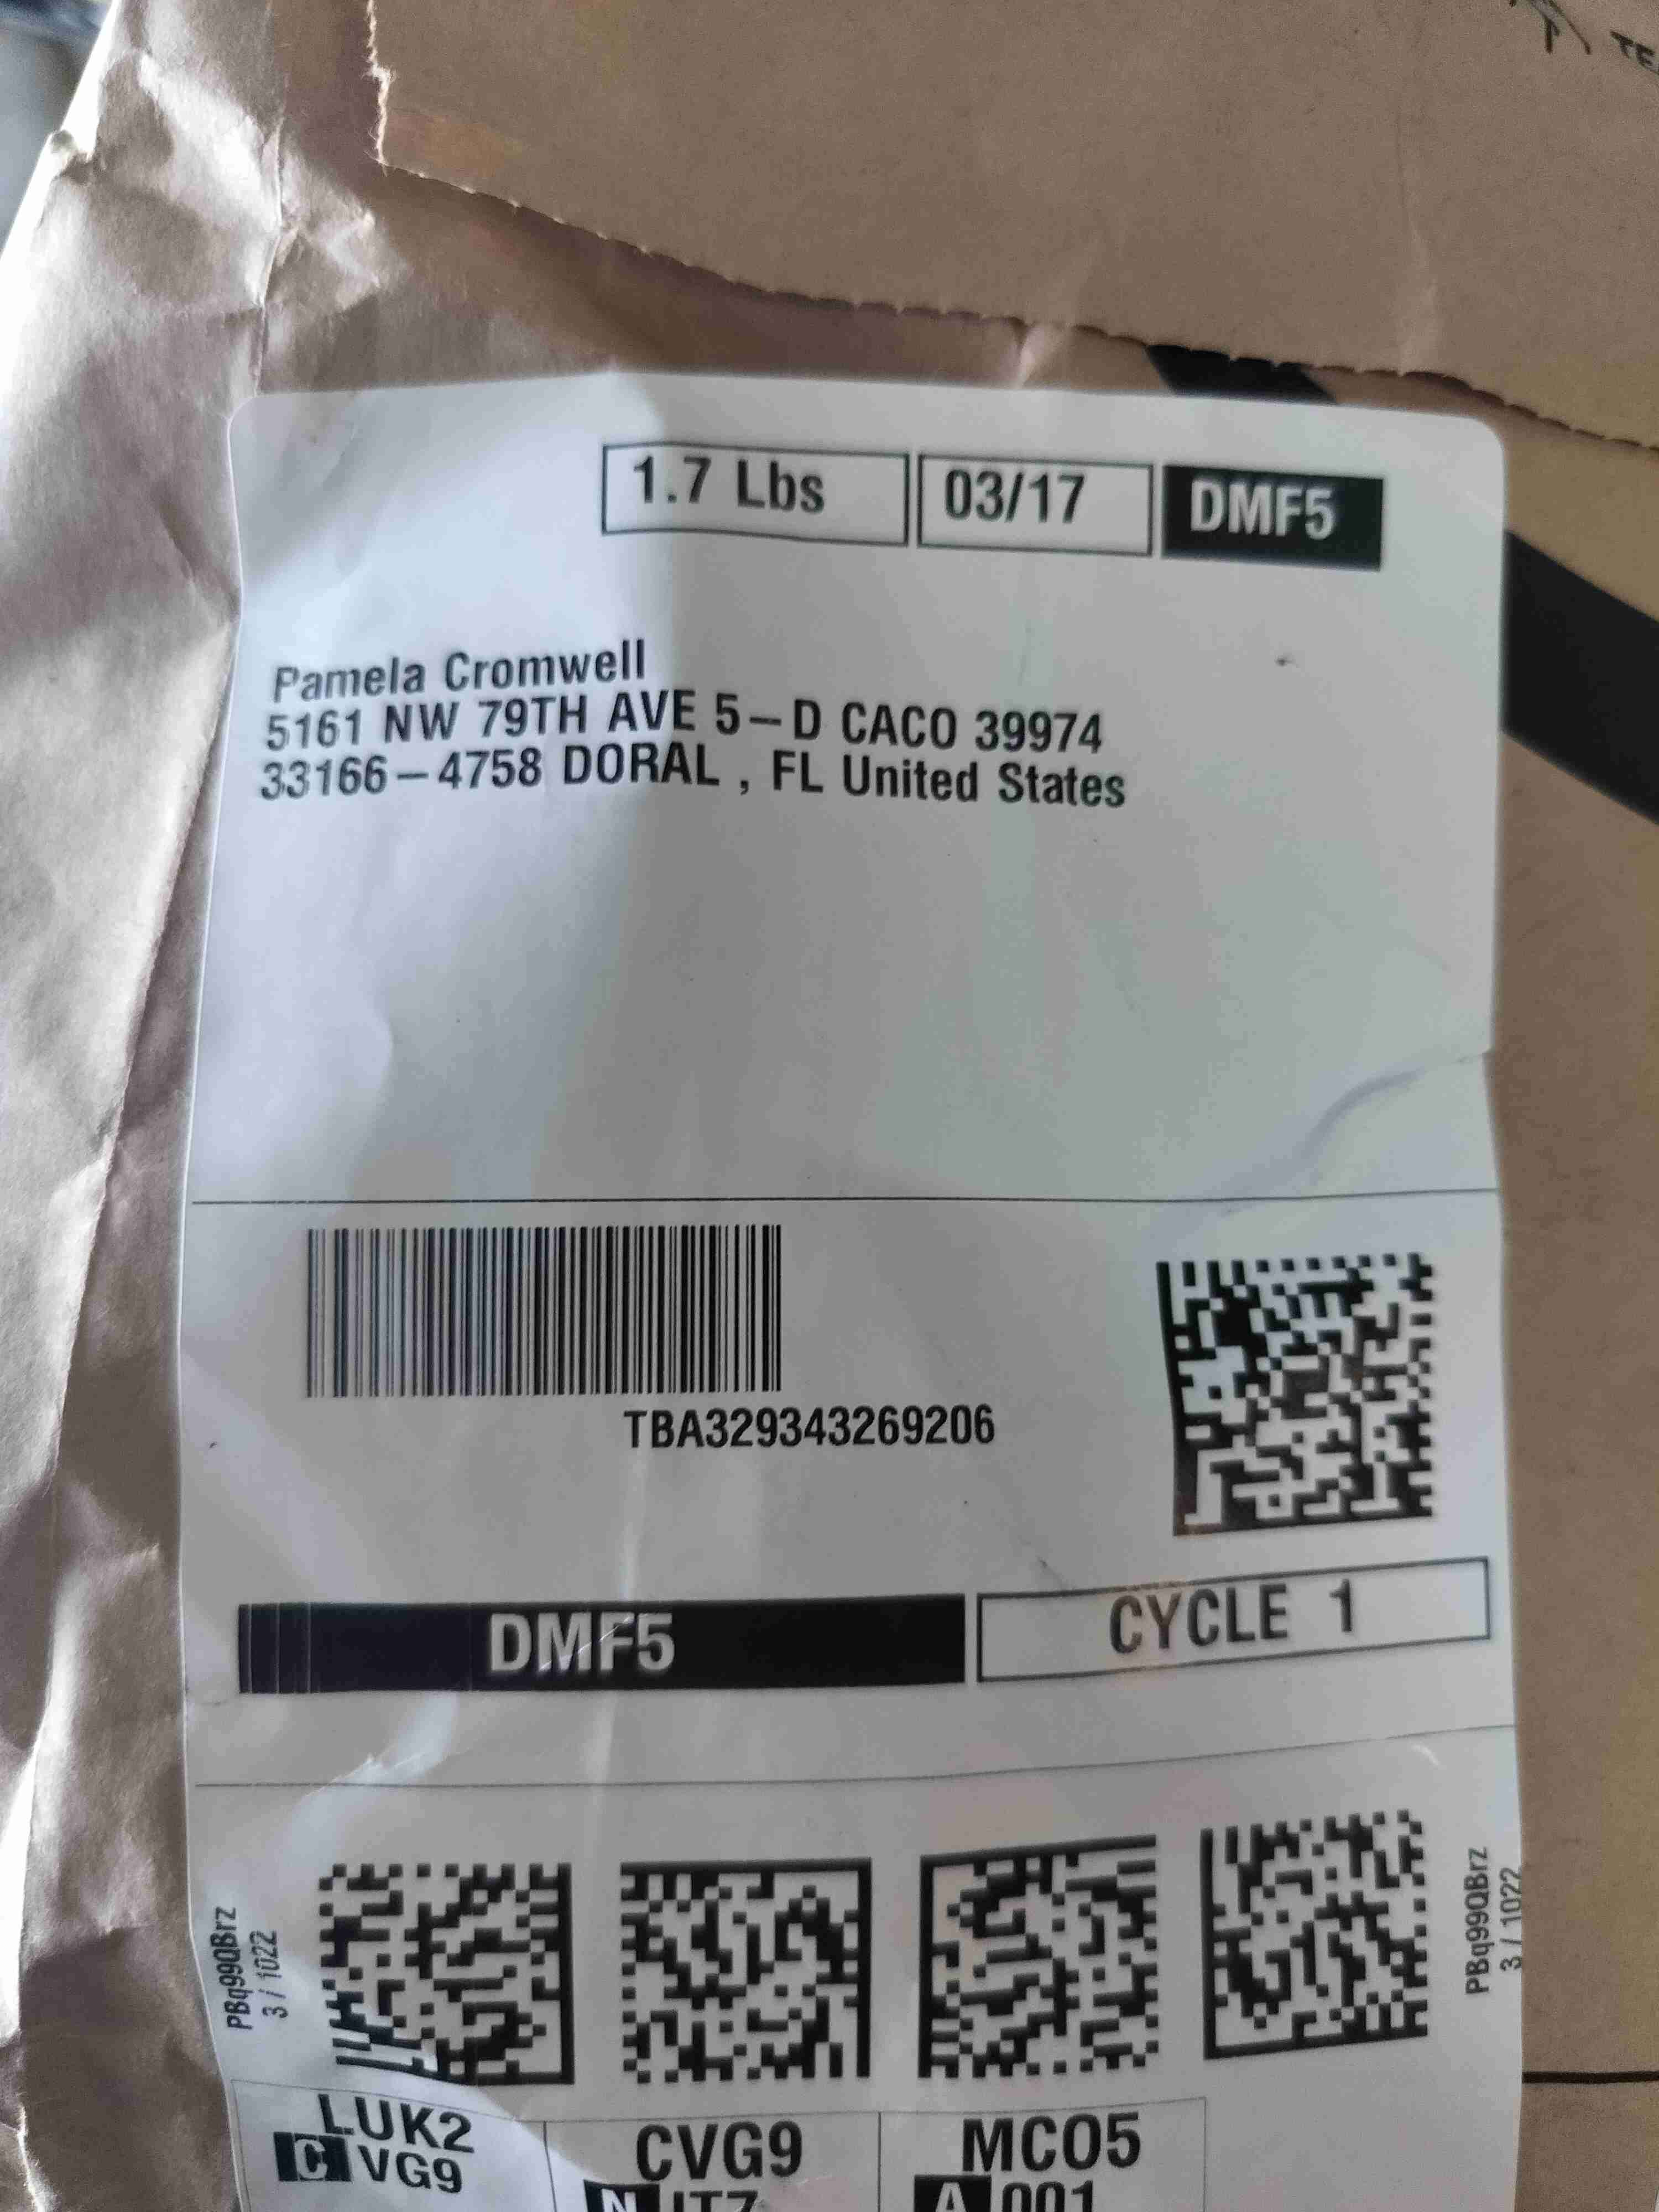 1.7 Lbs 03/17 DMF5
Pamela Cromwell
5161 NW 79TH AVE 5-D CACO 39974
33166-4758 DORAL , FL United States
TBA329343269206
DMF5 CYCLE 1
PBq99QBrz
3 / 1022
PBq99QBrz
3 / 1022
LUK2
C VG9
CVG9
MCO5
A 001